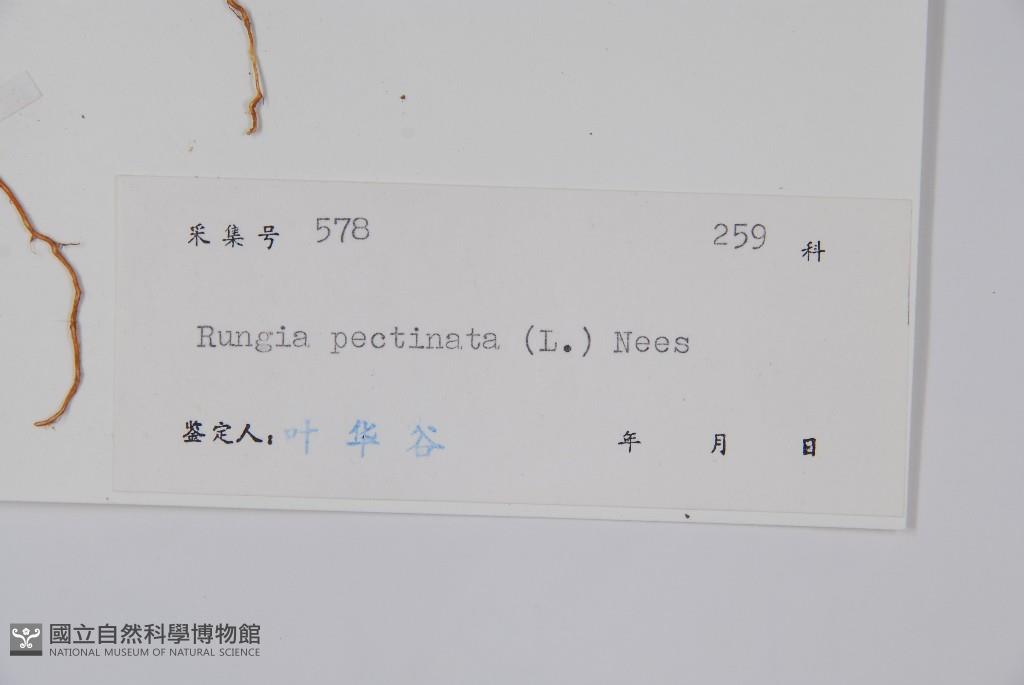 采集号 578 259 科
Rungia pectinata (L.) Nees
鉴定人: 叶华谷 年 月 日
國立自然科學博物館
NATIONAL MUSEUM OF NATURAL SCIENCE